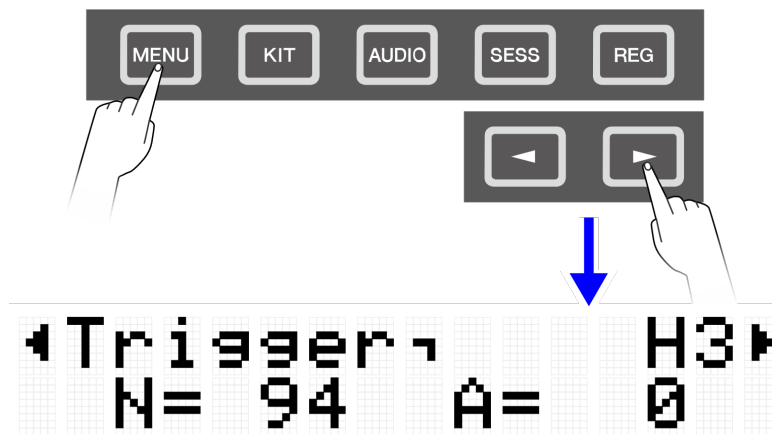 MENU KIT AUDIO SESS REG
◄ ►
◄Trigger¬ H3►
N= 94 A= 0